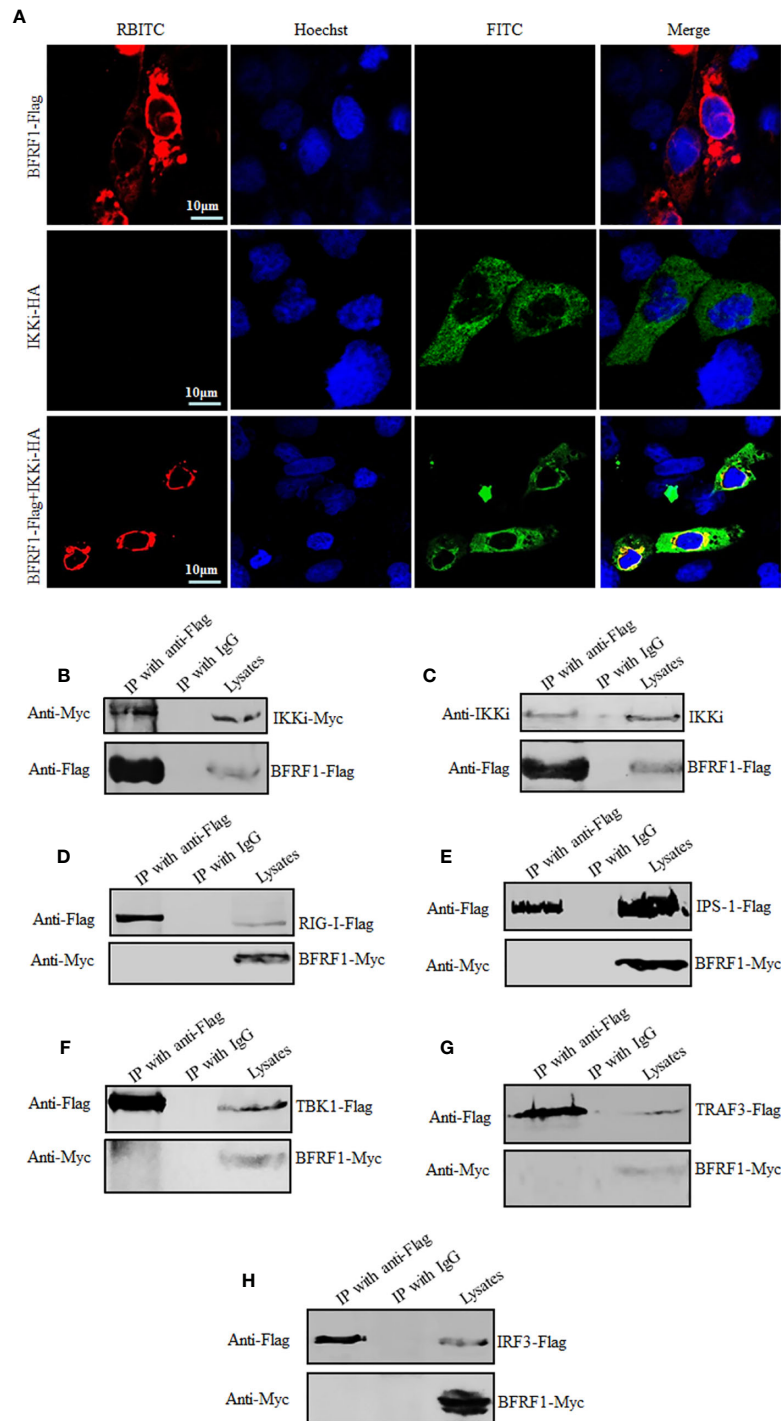 A
RBITC Hoechst FITC Merge
BFRF1-Flag
10μm
IKKi-HA
10μm
BFRF1-Flag+IKKi-HA
10μm
B
IP with anti-Flag IP with IgG Lysates
Anti-Myc IKKi-Myc
Anti-Flag BFRF1-Flag
C
IP with anti-Flag IP with IgG Lysates
Anti-IKKi IKKi
Anti-Flag BFRF1-Flag
D
IP with anti-Flag IP with IgG Lysates
Anti-Flag RIG-I-Flag
Anti-Myc BFRF1-Myc
E
IP with anti-Flag IP with IgG Lysates
Anti-Flag IPS-1-Flag
Anti-Myc BFRF1-Myc
F
IP with anti-Flag IP with IgG Lysates
Anti-Flag TBK1-Flag
Anti-Myc BFRF1-Myc
G
IP with anti-Flag IP with IgG Lysates
Anti-Flag TRAF3-Flag
Anti-Myc BFRF1-Myc
H
IP with anti-Flag IP with IgG Lysates
Anti-Flag IRF3-Flag
Anti-Myc BFRF1-Myc